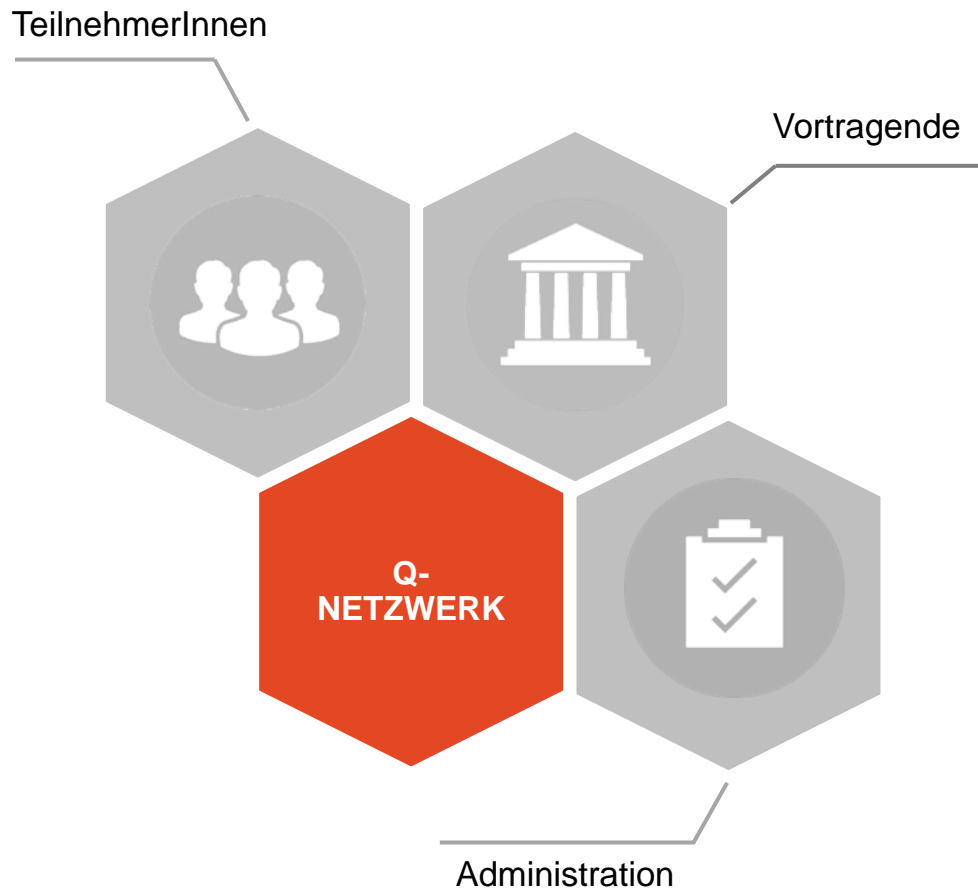 TeilnehmerInnen
Vortragende
Q-
NETZWERK
Administration